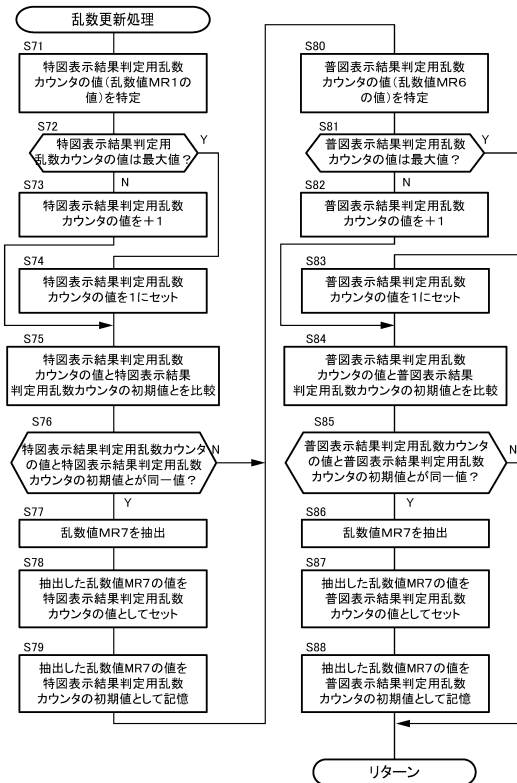 乱数更新処理
S71
特図表示結果判定用乱数
カウンタの値(乱数値MR1の
値)を特定
S72
特図表示結果判定用
乱数カウンタの値は最大値?
Y
N
S73
特図表示結果判定用乱数
カウンタの値を+1
S74
特図表示結果判定用乱数
カウンタの値を1にセット
S75
特図表示結果判定用乱数
カウンタの値と特図表示結果
判定用乱数カウンタの初期値とを比較
S76
特図表示結果判定用乱数カウンタ
の値と特図表示結果判定用乱数
カウンタの初期値とが同一値?
N
Y
S77
乱数値MR7を抽出
S78
抽出した乱数値MR7の値を
特図表示結果判定用乱数
カウンタの値としてセット
S79
抽出した乱数値MR7の値を
特図表示結果判定用乱数
カウンタの初期値として記憶
S80
普図表示結果判定用乱数
カウンタの値(乱数値MR6
の値)を特定
S81
普図表示結果判定用乱数
カウンタの値は最大値?
Y
N
S82
普図表示結果判定用乱数
カウンタの値を+1
S83
普図表示結果判定用乱数
カウンタの値を1にセット
S84
普図表示結果判定用乱数
カウンタの値と普図表示結果
判定用乱数カウンタの初期値とを比較
S85
普図表示結果判定用乱数カウンタ
の値と普図表示結果判定用乱数
カウンタの初期値とが同一値?
N
Y
S86
乱数値MR7を抽出
S87
抽出した乱数値MR7の値を
普図表示結果判定用乱数
カウンタの値としてセット
S88
抽出した乱数値MR7の値を
普図表示結果判定用乱数
カウンタの初期値として記憶
リターン